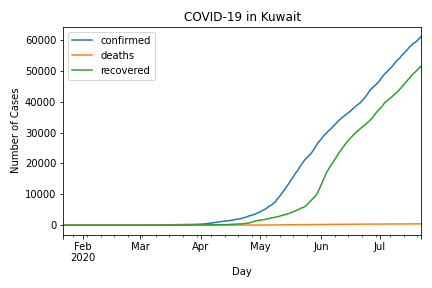 COVID-19 in Kuwait
confirmed
deaths
recovered
Number of Cases
60000
50000
40000
30000
20000
10000
0
Feb Mar Apr May Jun Jul
2020
Day